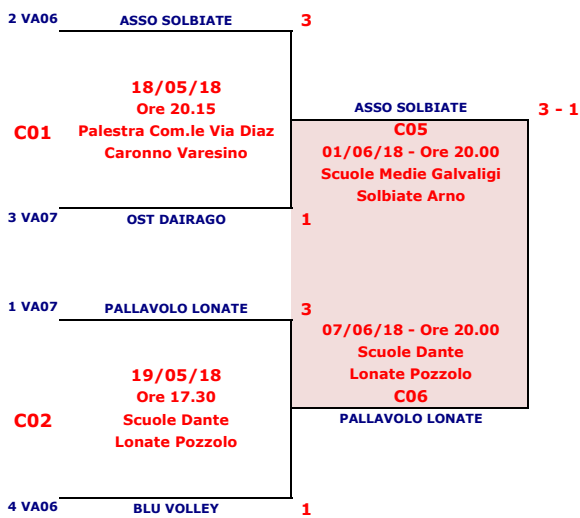 2 VA06 ASSO SOLBIATE 3
18/05/18
Ore 20.15
C01 Palestra Com.le Via Diaz
Caronno Varesino
3 VA07 OST DAIRAGO 1
ASSO SOLBIATE 3 - 1
C05
01/06/18 - Ore 20.00
Scuole Medie Galvaligi
Solbiate Arno
1 VA07 PALLAVOLO LONATE 3
19/05/18
Ore 17.30
C02 Scuole Dante
Lonate Pozzolo
4 VA06 BLU VOLLEY 1
07/06/18 - Ore 20.00
Scuole Dante
Lonate Pozzolo
C06
PALLAVOLO LONATE